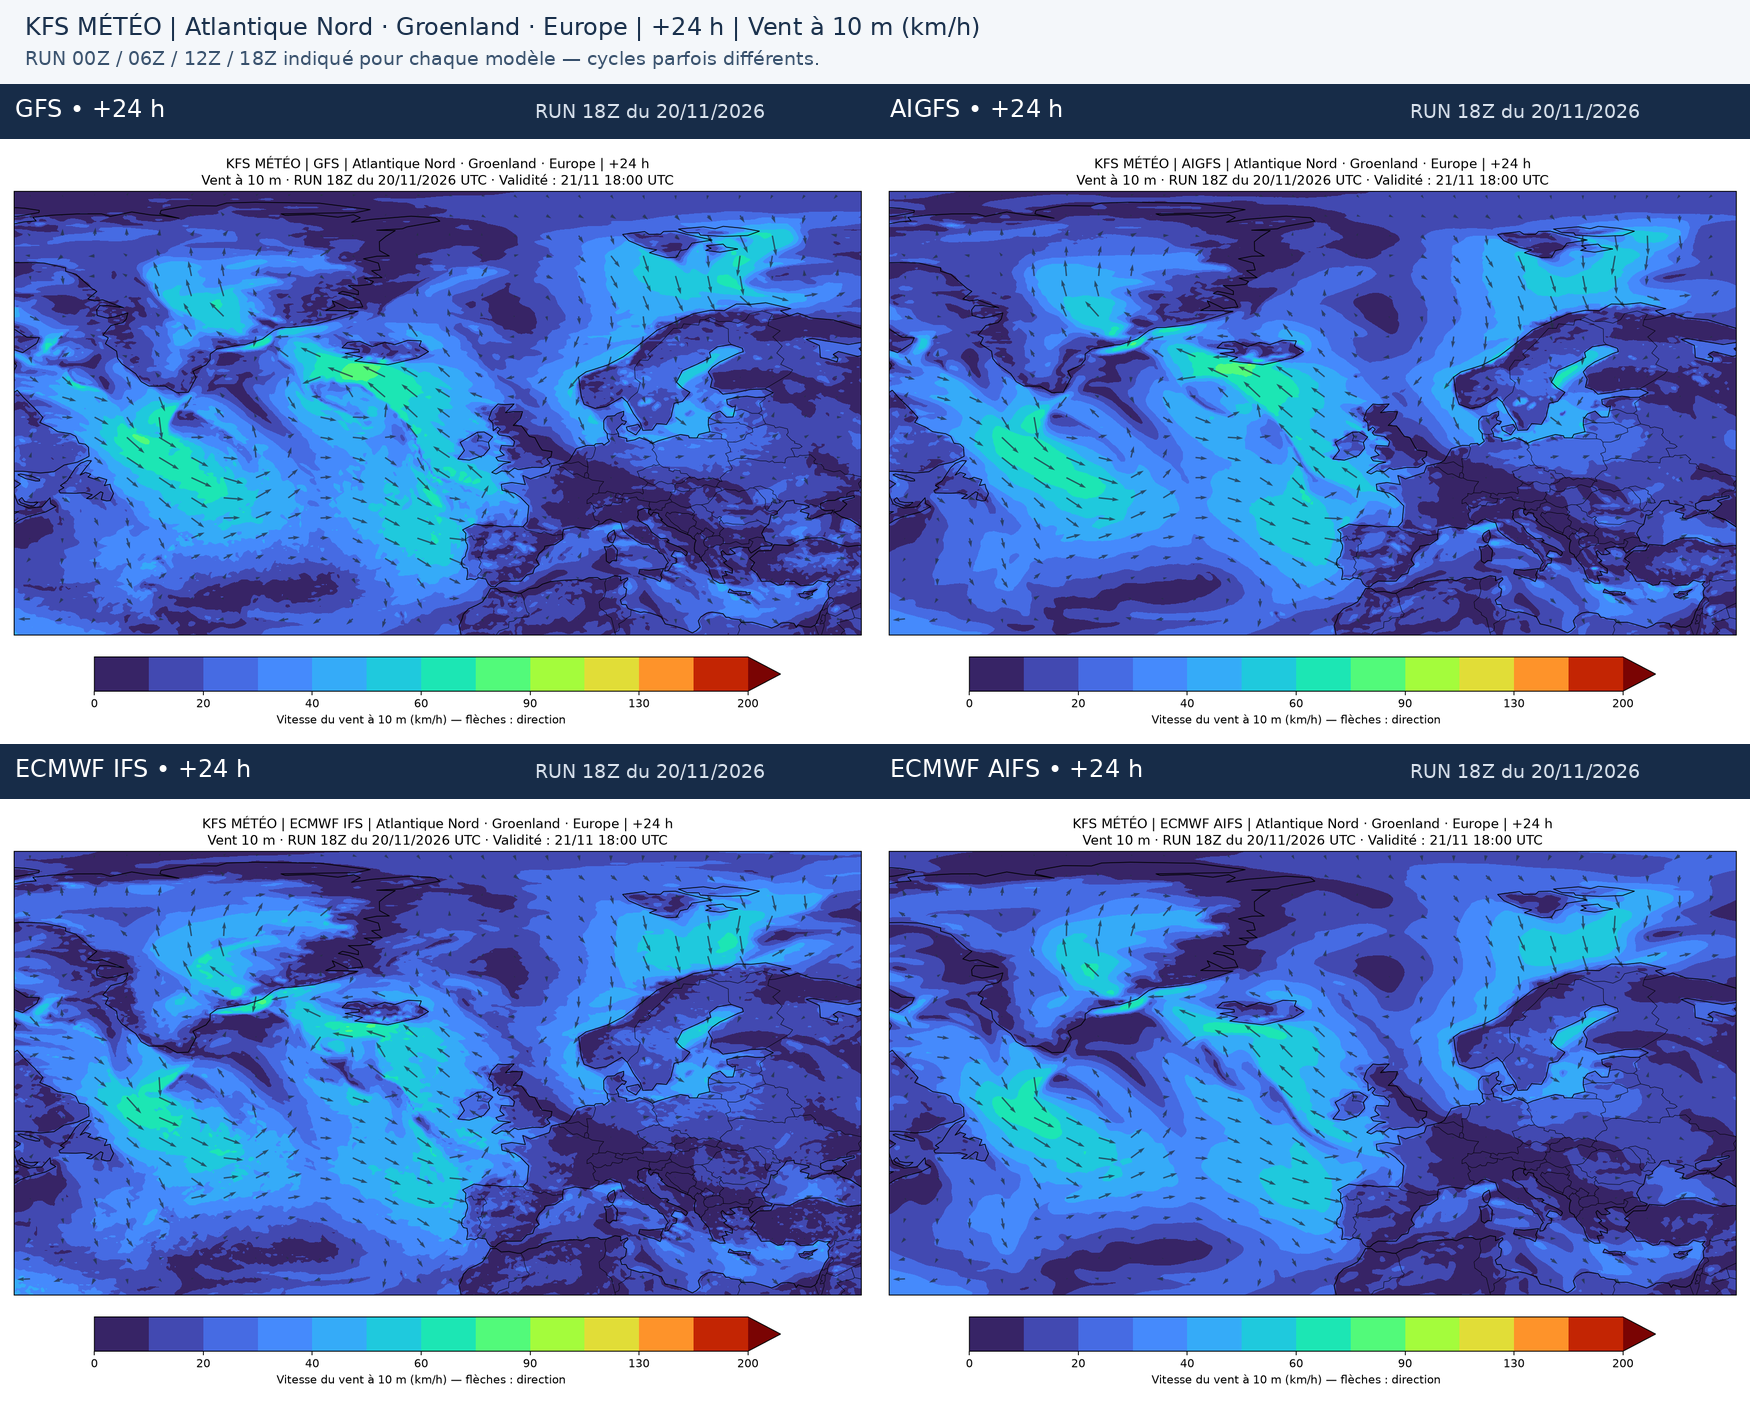 KFS MÉTÉO | Atlantique Nord · Groenland · Europe | +24 h | Vent à 10 m (km/h)
RUN 00Z / 06Z / 12Z / 18Z indiqué pour chaque modèle — cycles parfois différents.
GFS • +24 h
RUN 18Z du 20/11/2026
KFS MÉTÉO | GFS | Atlantique Nord · Groenland · Europe | +24 h
Vent à 10 m · RUN 18Z du 20/11/2026 UTC · Validité : 21/11 18:00 UTC
0 20 40 60 90 130 200
Vitesse du vent à 10 m (km/h) — flèches : direction
AIGFS • +24 h
RUN 18Z du 20/11/2026
KFS MÉTÉO | AIGFS | Atlantique Nord · Groenland · Europe | +24 h
Vent à 10 m · RUN 18Z du 20/11/2026 UTC · Validité : 21/11 18:00 UTC
0 20 40 60 90 130 200
Vitesse du vent à 10 m (km/h) — flèches : direction
ECMWF IFS • +24 h
RUN 18Z du 20/11/2026
KFS MÉTÉO | ECMWF IFS | Atlantique Nord · Groenland · Europe | +24 h
Vent 10 m · RUN 18Z du 20/11/2026 UTC · Validité : 21/11 18:00 UTC
0 20 40 60 90 130 200
Vitesse du vent à 10 m (km/h) — flèches : direction
ECMWF AIFS • +24 h
RUN 18Z du 20/11/2026
KFS MÉTÉO | ECMWF AIFS | Atlantique Nord · Groenland · Europe | +24 h
Vent 10 m · RUN 18Z du 20/11/2026 UTC · Validité : 21/11 18:00 UTC
0 20 40 60 90 130 200
Vitesse du vent à 10 m (km/h) — flèches : direction